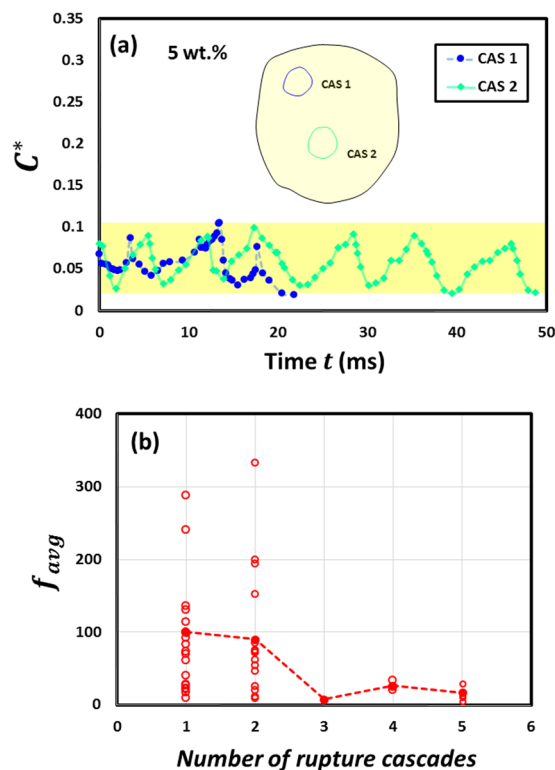 0.35
(a)
5 wt.%
CAS 1
CAS 2
0.3
CAS 1
0.25
C*
0.2
CAS 2
0.15
0.1
0.05
0
0 10 20 30 40 50
Time t (ms)
400
(b)
300
f avg
200
100
0
0 1 2 3 4 5 6
Number of rupture cascades